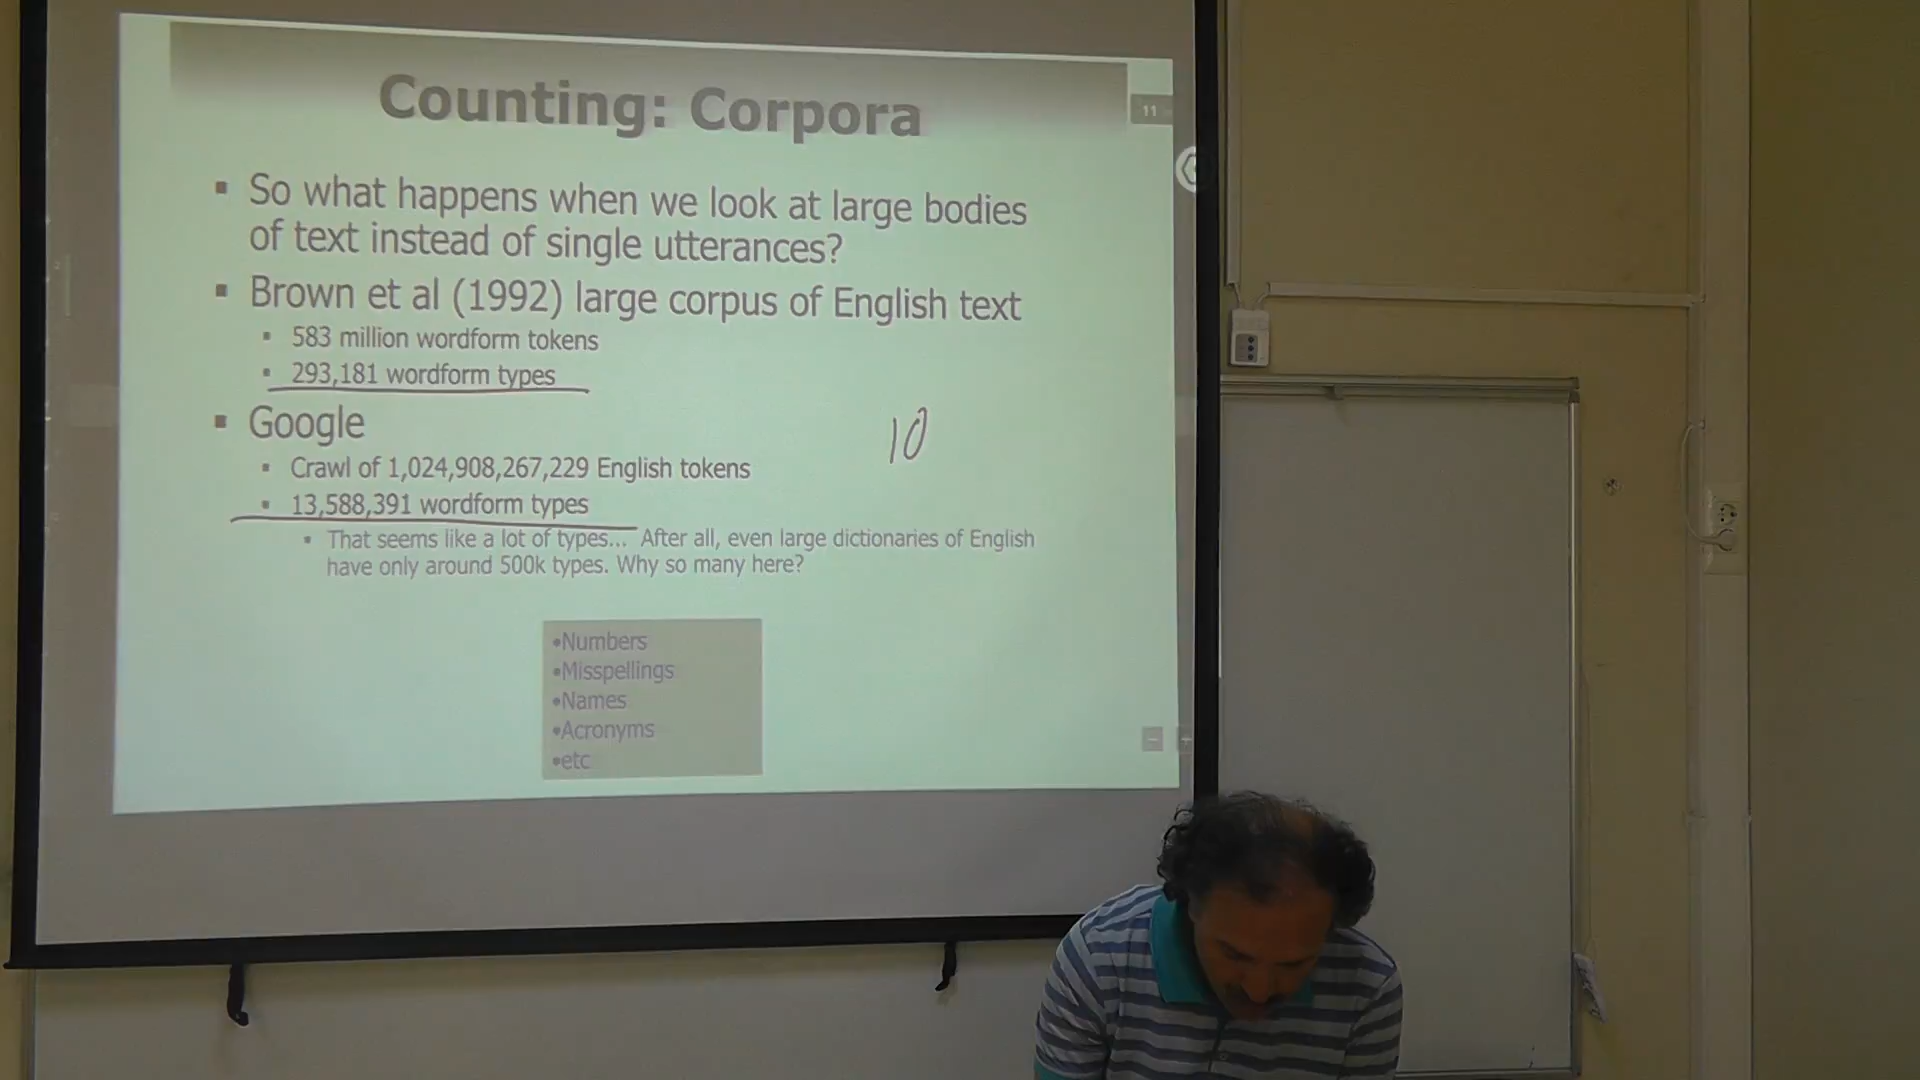 Counting: Corpora
11
▪ So what happens when we look at large bodies
of text instead of single utterances?
▪ Brown et al (1992) large corpus of English text
▪ 583 million wordform tokens
▪ 293,181 wordform types
▪ Google
10
▪ Crawl of 1,024,908,267,229 English tokens
▪ 13,588,391 wordform types
▪ That seems like a lot of types... After all, even large dictionaries of English
have only around 500k types. Why so many here?
•Numbers
•Misspellings
•Names
•Acronyms
•etc